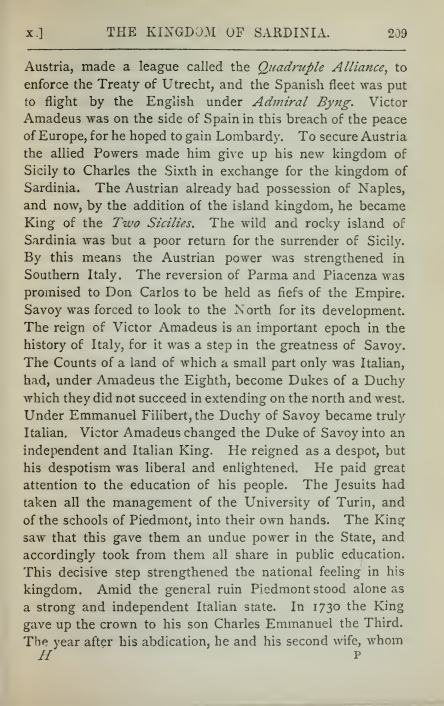 x.] THE KINGDOM OF SARDINIA. 209
Austria, made a league called the Quadruple Alliance, to
enforce the Treaty of Utrecht, and the Spanish fleet was put
to flight by the English under Admiral Byng. Victor
Amadeus was on the side of Spain in this breach of the peace
of Europe, for he hoped to gain Lombardy. To secure Austria
the allied Powers made him give up his new kingdom of
Sicily to Charles the Sixth in exchange for the kingdom of
Sardinia. The Austrian already had possession of Naples,
and now, by the addition of the island kingdom, he became
King of the Two Sicilies. The wild and rocky island of
Sardinia was but a poor return for the surrender of Sicily.
By this means the Austrian power was strengthened in
Southern Italy. The reversion of Parma and Piacenza was
promised to Don Carlos to be held as fiefs of the Empire.
Savoy was forced to look to the North for its development.
The reign of Victor Amadeus is an important epoch in the
history of Italy, for it was a step in the greatness of Savoy.
The Counts of a land of which a small part only was Italian,
had, under Amadeus the Eighth, become Dukes of a Duchy
which they did not succeed in extending on the north and west.
Under Emmanuel Filibert, the Duchy of Savoy became truly
Italian. Victor Amadeus changed the Duke of Savoy into an
independent and Italian King. He reigned as a despot, but
his despotism was liberal and enlightened. He paid great
attention to the education of his people. The Jesuits had
taken all the management of the University of Turin, and
of the schools of Piedmont, into their own hands. The King
saw that this gave them an undue power in the State, and
accordingly took from them all share in public education.
This decisive step strengthened the national feeling in his
kingdom. Amid the general ruin Piedmont stood alone as
a strong and independent Italian state. In 1730 the King
gave up the crown to his son Charles Emmanuel the Third.
The year after his abdication, he and his second wife, whom
H P